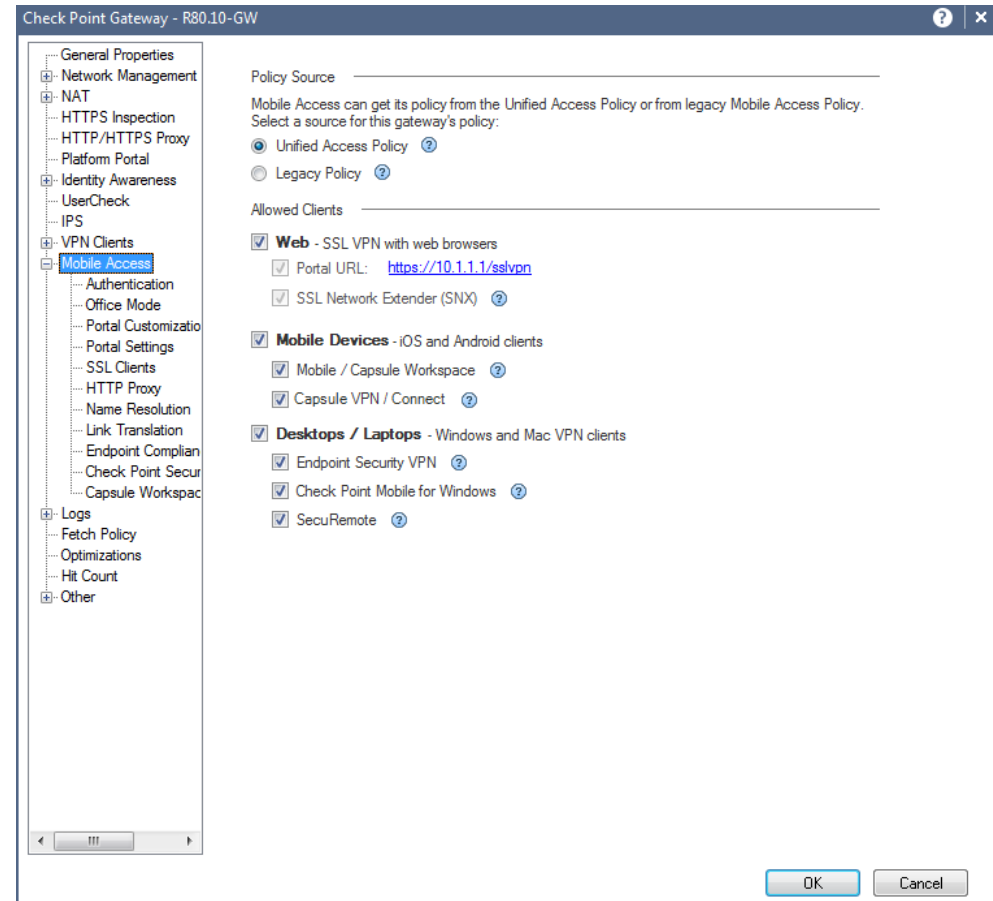 Check Point Gateway - R80.10-GW
General Properties
Network Management
NAT
HTTPS Inspection
HTTP/HTTPS Proxy
Platform Portal
Identity Awareness
UserCheck
IPS
VPN Clients
Mobile Access
Authentication
Office Mode
Portal Customizatio
Portal Settings
SSL Clients
HTTP Proxy
Name Resolution
Link Translation
Endpoint Complian
Check Point Secur
Capsule Workspac
Logs
Fetch Policy
Optimizations
Hit Count
Other
Policy Source
Mobile Access can get its policy from the Unified Access Policy or from legacy Mobile Access Policy.
Select a source for this gateway's policy:
Unified Access Policy
Legacy Policy
Allowed Clients
Web - SSL VPN with web browsers
Portal URL: https://10.1.1.1/sslvpn
SSL Network Extender (SNX)
Mobile Devices - iOS and Android clients
Mobile / Capsule Workspace
Capsule VPN / Connect
Desktops / Laptops - Windows and Mac VPN clients
Endpoint Security VPN
Check Point Mobile for Windows
SecuRemote
OK Cancel